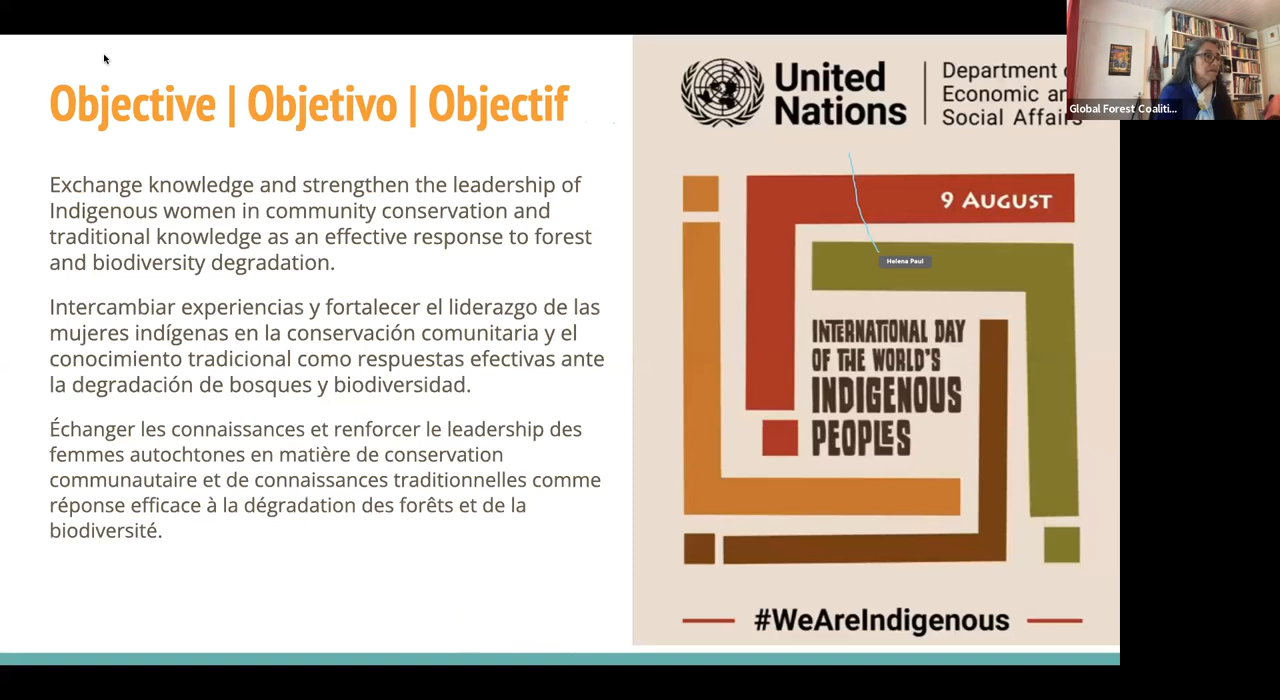 Objective | Objetivo | Objectif
Exchange knowledge and strengthen the leadership of
Indigenous women in community conservation and
traditional knowledge as an effective response to forest
and biodiversity degradation.
Intercambiar experiencias y fortalecer el liderazgo de las
mujeres indígenas en la conservación comunitaria y el
conocimiento tradicional como respuestas efectivas ante
la degradación de bosques y biodiversidad.
Échanger les connaissances et renforcer le leadership des
femmes autochtones en matière de conservation
communautaire et de connaissances traditionnelles comme
réponse efficace à la dégradation des forêts et de la
biodiversité.
United
Nations
Department
Economic
Social Affairs
Global Forest Coaliti...
9 August
Helena Paul
INTERNATIONAL DAY
OF THE WORLD'S
INDIGENOUS
PEOPLES
#WeAreIndigenous